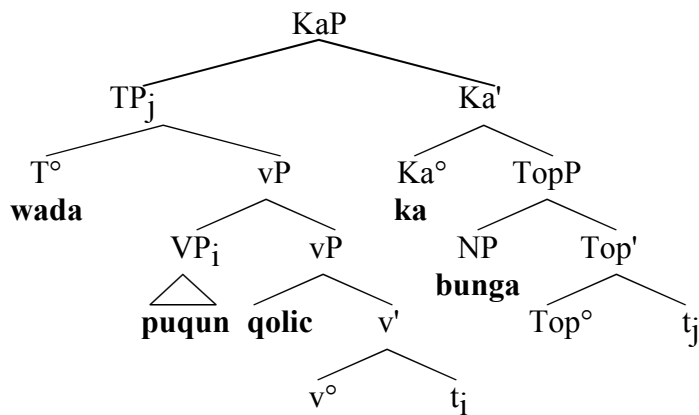 KaP
TPj Ka'
T° vP Ka° TopP
wada ka
VPi vP NP Top'
bunga
puqun qolic v' Top° tj
v° ti